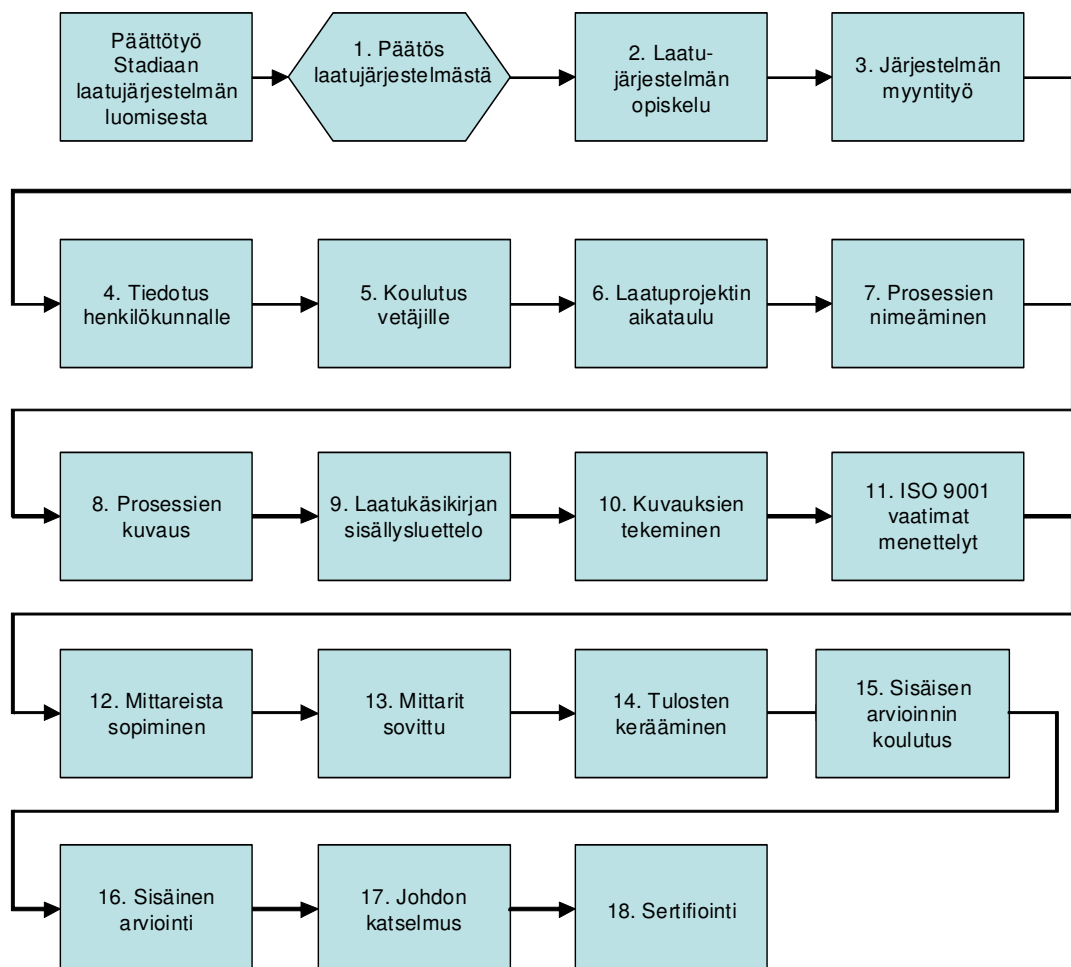 Päättötyö
Stadiaan
laatujärjestelmän
luomisesta
1. Päätös
laatujärjestelmästä
2. Laatu-
järjestelmän
opiskelu
3. Järjestelmän
myyntityö
4. Tiedotus
henkilökunnalle
5. Koulutus
vetäjille
6. Laatuprojektin
aikataulu
7. Prosessien
nimeäminen
8. Prosessien
kuvaus
9. Laatukäsikirjan
sisällysluettelo
10. Kuvauksien
tekeminen
11. ISO 9001
vaatimat
menettelyt
12. Mittareista
sopiminen
13. Mittarit
sovittu
14. Tulosten
kerääminen
15. Sisäisen
arvioinnin
koulutus
16. Sisäinen
arviointi
17. Johdon
katselmus
18. Sertifiointi